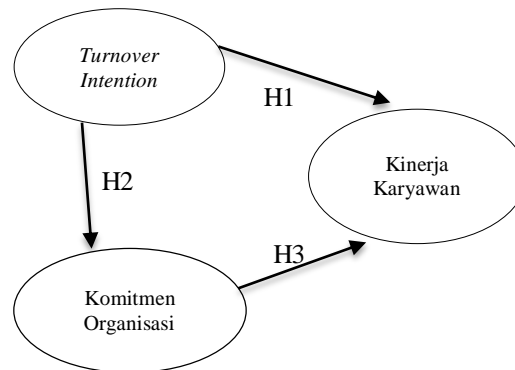 Turnover
Intention
H1
Kinerja
Karyawan
H2
H3
Komitmen
Organisasi